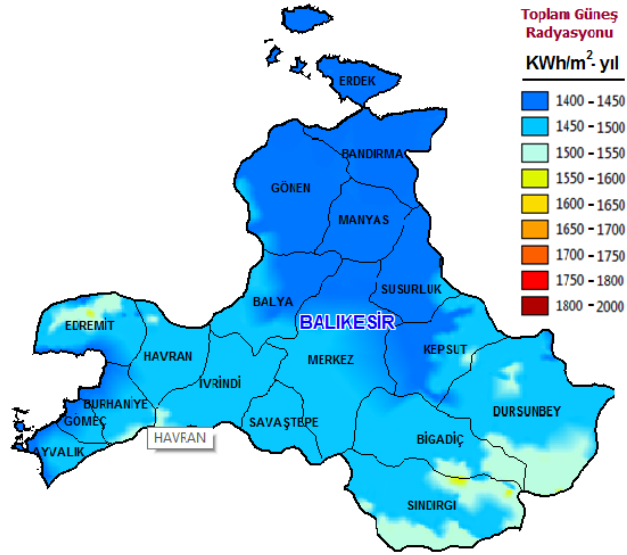 Toplam Güneş
Radyasyonu
KWh/m²- yıl
1400 - 1450
1450 - 1500
1500 - 1550
1550 - 1600
1600 - 1650
1650 - 1700
1700 - 1750
1750 - 1800
1800 - 2000
ERDEK
BANDIRMA
GÖNEN
MANYAS
SUSURLUK
BALYA
BALIKESİR
EDREMIT
HAVRAN
MERKEZ
KEPSUT
İVRİNDİ
BURHANİYE
DURSUNBEY
GÖMEÇ
SAVAŞTEPE
HAVRAN
BİGADİÇ
AYVALIK
SINDIRGI